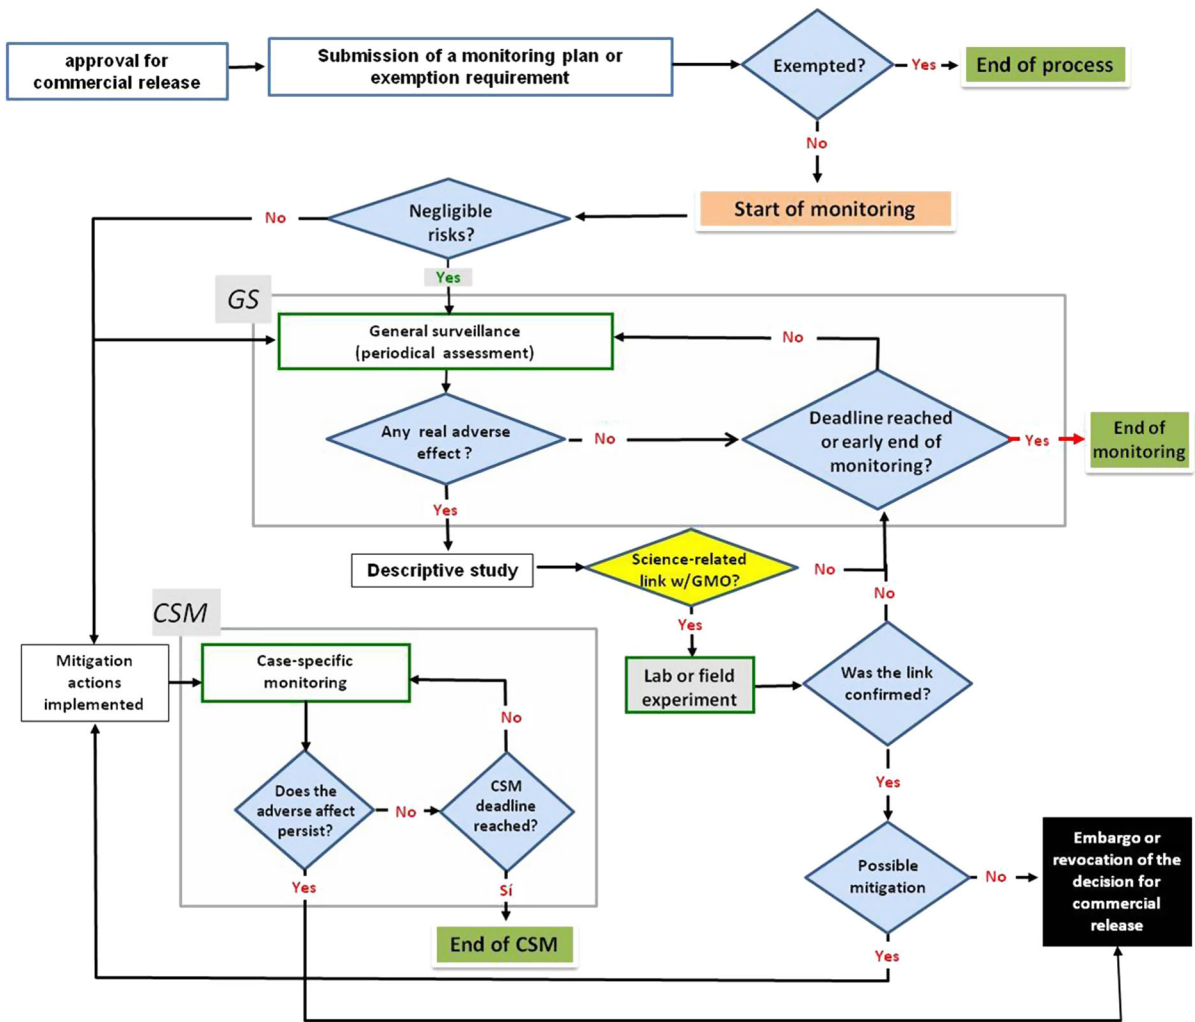 approval for
commercial release
Submission of a monitoring plan or
exemption requirement
Exempted?
Yes
End of process
No
Start of monitoring
Negligible
risks?
No
Yes
GS
General surveillance
(periodical assessment)
No
Any real adverse
effect ?
No
Deadline reached
or early end of
monitoring?
Yes
End of
monitoring
Yes
Descriptive study
Science-related
link w/GMO?
No
No
Yes
CSM
Mitigation
actions
implemented
Case-specific
monitoring
No
Lab or field
experiment
Was the link
confirmed?
Yes
Does the
adverse affect
persist?
No
CSM
deadline
reached?
Yes
Sí
End of CSM
Possible
mitigation
No
Yes
Embargo or
revocation of the
decision for
commercial
release